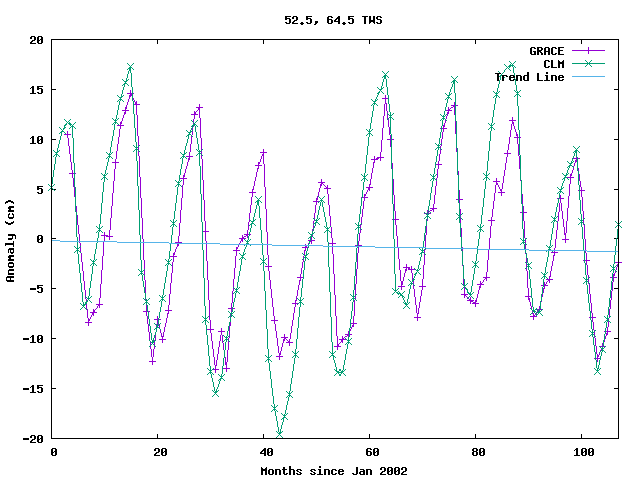 52.5, 64.5 TWS
GRACE
CLM
Trend Line
Anomaly (cm)
20
15
10
5
0
-5
-10
-15
-20
0 20 40 60 80 100
Months since Jan 2002